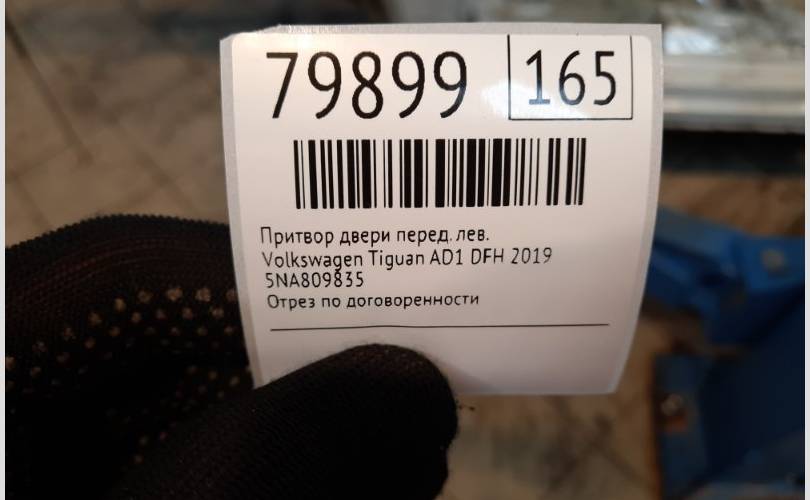 79899 165
Притвор двери перед. лев.
Volkswagen Tiguan AD1 DFH 2019
5NA809835
Отрез по договоренности